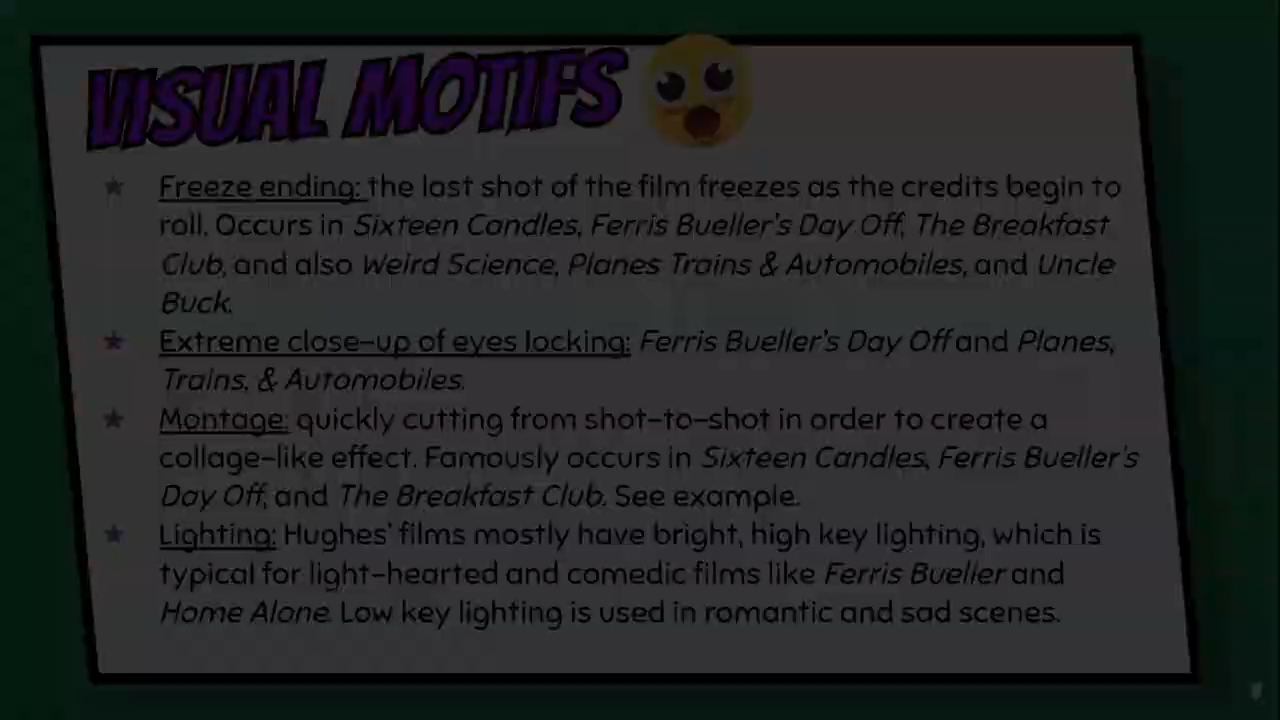 VISUAL MOTIFS
Freeze ending: the last shot of the film freezes as the credits begin to
roll. Occurs in Sixteen Candles, Ferris Bueller's Day Off, The Breakfast
Club, and also Weird Science, Planes Trains & Automobiles, and Uncle
Buck.
Extreme close-up of eyes locking: Ferris Bueller's Day Off and Planes,
Trains, & Automobiles.
Montage: quickly cutting from shot-to-shot in order to create a
collage-like effect. Famously occurs in Sixteen Candles, Ferris Bueller's
Day Off, and The Breakfast Club. See example.
Lighting: Hughes' films mostly have bright, high key lighting, which is
typical for light-hearted and comedic films like Ferris Bueller and
Home Alone. Low key lighting is used in romantic and sad scenes.